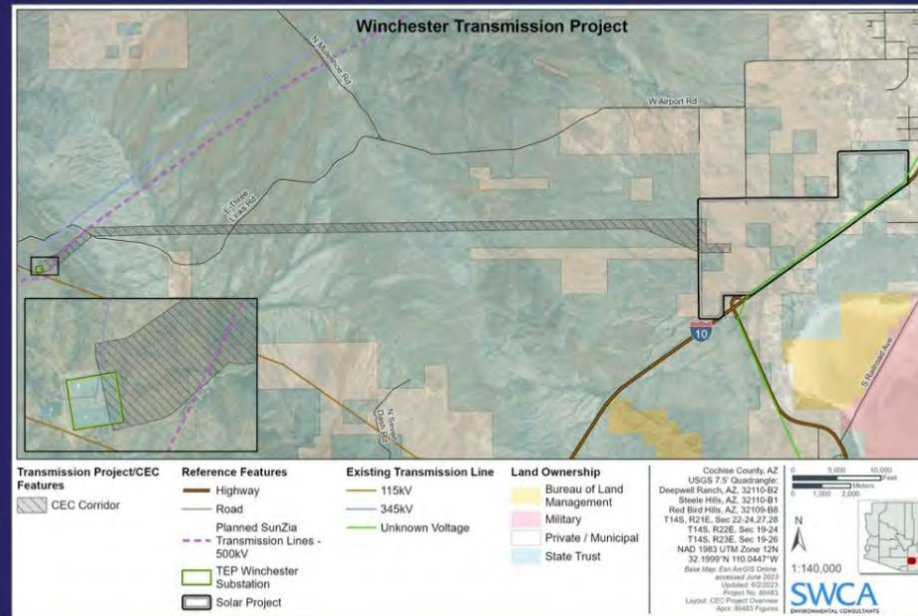 Winchester Transmission Project
N Muleshoe Rd
W Airport Rd
E Three
Links Rd
10
S Railroad Ave
N Seven
Dash Rd
Transmission Project/CEC
Features
CEC Corridor
Reference Features
Highway
Road
Planned SunZia
Transmission Lines -
500kV
TEP Winchester
Substation
Solar Project
Existing Transmission Line
115kV
345kV
Unknown Voltage
Land Ownership
Bureau of Land
Management
Military
Private / Municipal
State Trust
Cochise County, AZ
USGS 7.5' Quadrangle:
Deepwell Ranch, AZ, 32110-B2
Steele Hills, AZ, 32110-B1
Red Bird Hills, AZ, 32109-B8
T14S, R21E, Sec 22-24,27,28
T14S, R22E, Sec 19-24
T14S, R23E, Sec 19-26
NAD 1983 UTM Zone 12N
32.1999°N 110.0447°W
Base Map: Esri ArcGIS Online,
accessed June 2023
Updated: 6/2/2023
Project No. 80483
Layout: CEC Project Overview
Aprx: 80483 Figures
0 5,000 10,000
Feet
Meters
0 1,000 2,000
N
1:140,000
SWCA
ENVIRONMENTAL CONSULTANTS